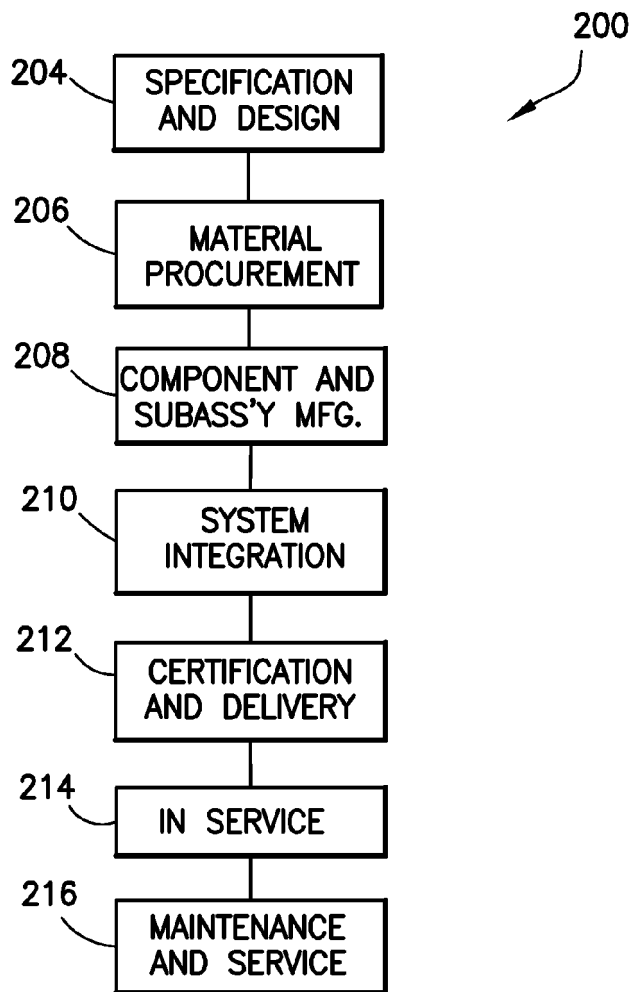 200
204
SPECIFICATION
AND DESIGN
206
MATERIAL
PROCUREMENT
208
COMPONENT AND
SUBASS'Y MFG.
210
SYSTEM
INTEGRATION
212
CERTIFICATION
AND DELIVERY
214
IN SERVICE
216
MAINTENANCE
AND SERVICE